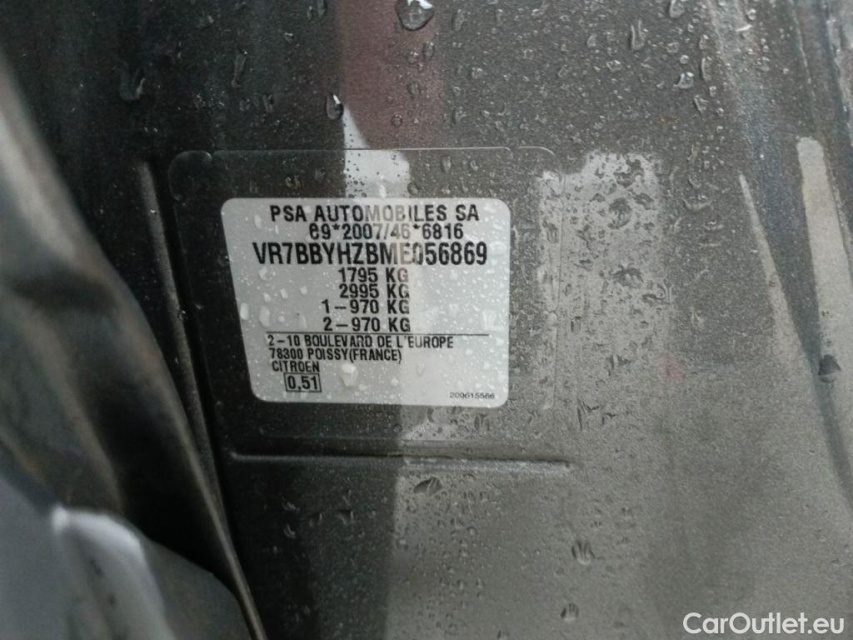 PSA AUTOMOBILES SA
e9*2007/46*6816
VR7BBYHZBME056869
1795 KG
2995 KG
1-970 KG
2-970 KG
2-10 BOULEVARD DE L'EUROPE
78300 POISSY(FRANCE)
CITROEN
0,51
200615566
CarOutlet.eu